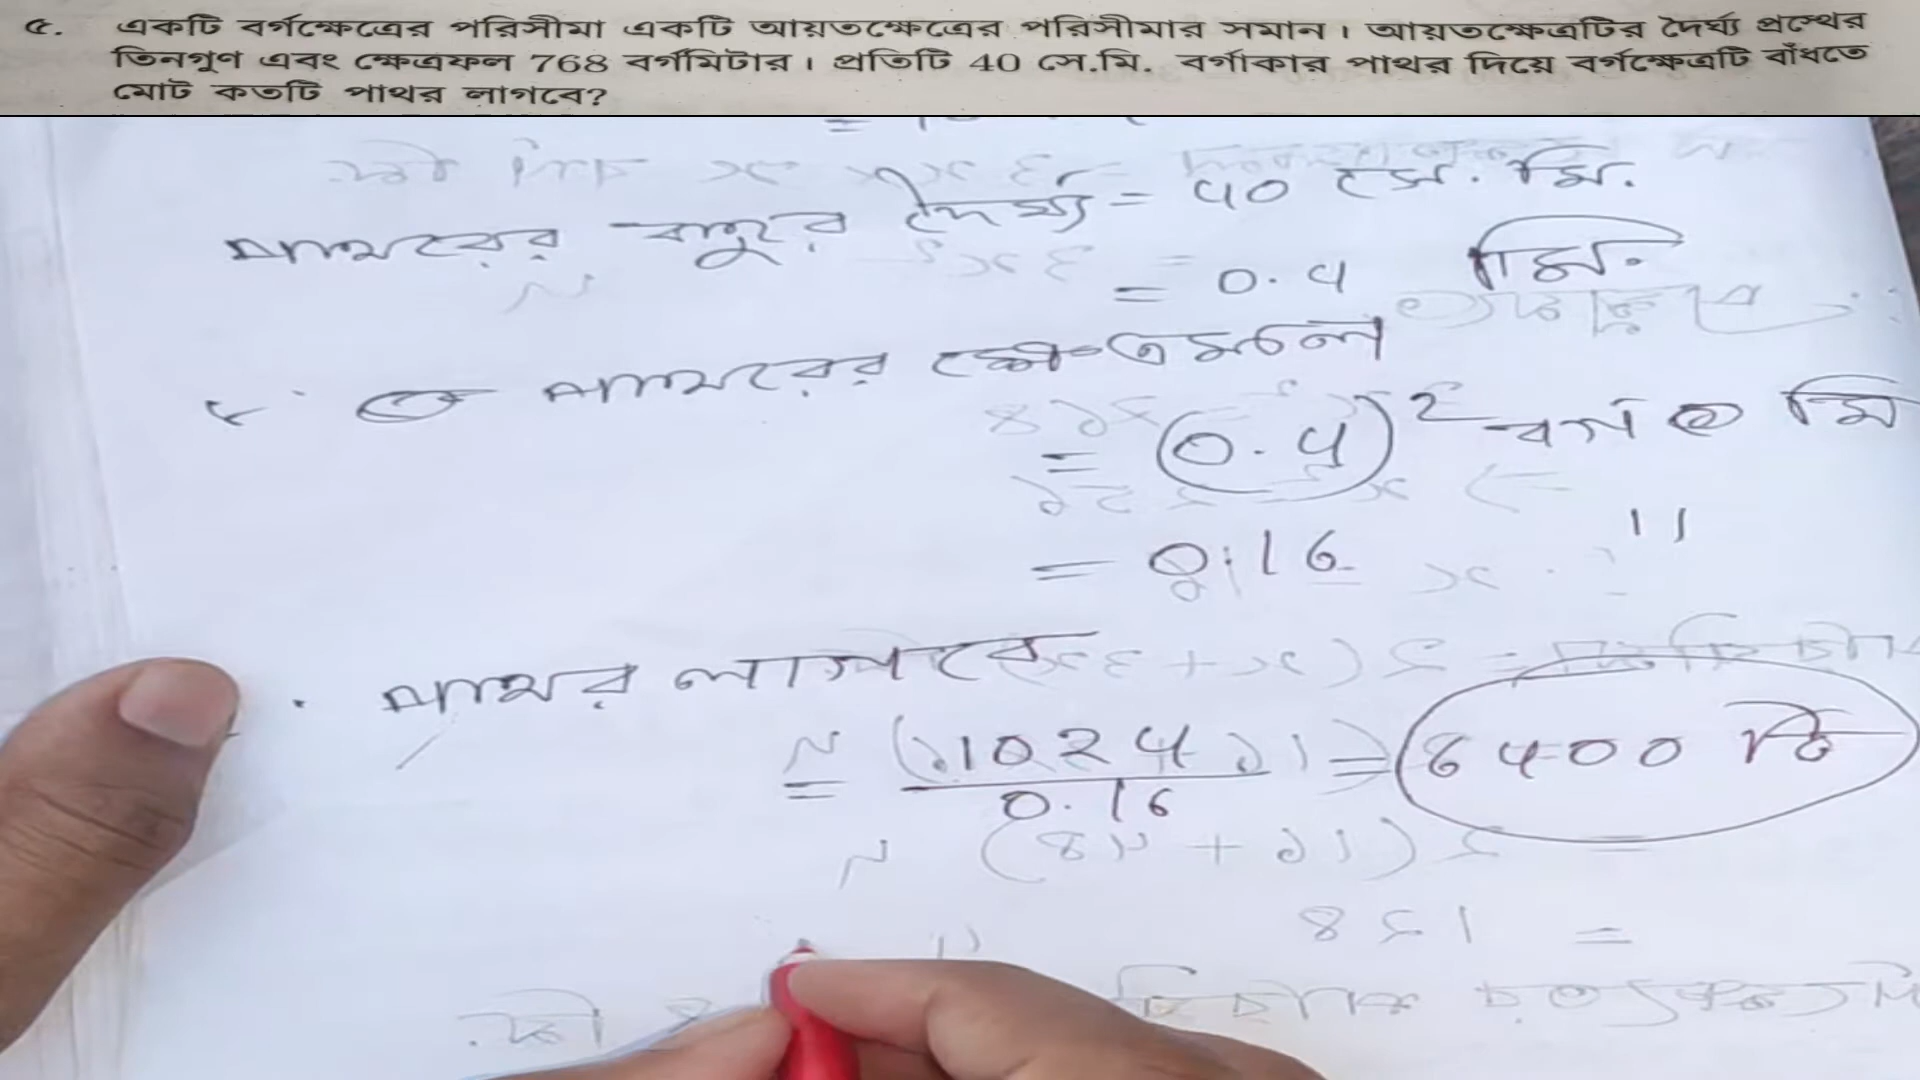 ৫. একটি বর্গক্ষেত্রের পরিসীমা একটি আয়তক্ষেত্রের পরিসীমার সমান। আয়তক্ষেত্রটির দৈর্ঘ্য প্রস্থের
তিনগুণ এবং ক্ষেত্রফল 768 বর্গমিটার। প্রতিটি 40 সে.মি. বর্গাকার পাথর দিয়ে বর্গক্ষেত্রটি বাঁধতে
মোট কতটি পাথর লাগবে?
পাথরের বাহুর দৈর্ঘ্য = 40 সে. মি.
= 0.4 মি.
পাথরের ক্ষেত্রফল
= (0.4)² বর্গ মি
= 0.16 "
পাথর লাগবে
= 1024 / 0.16 = 6400 টি